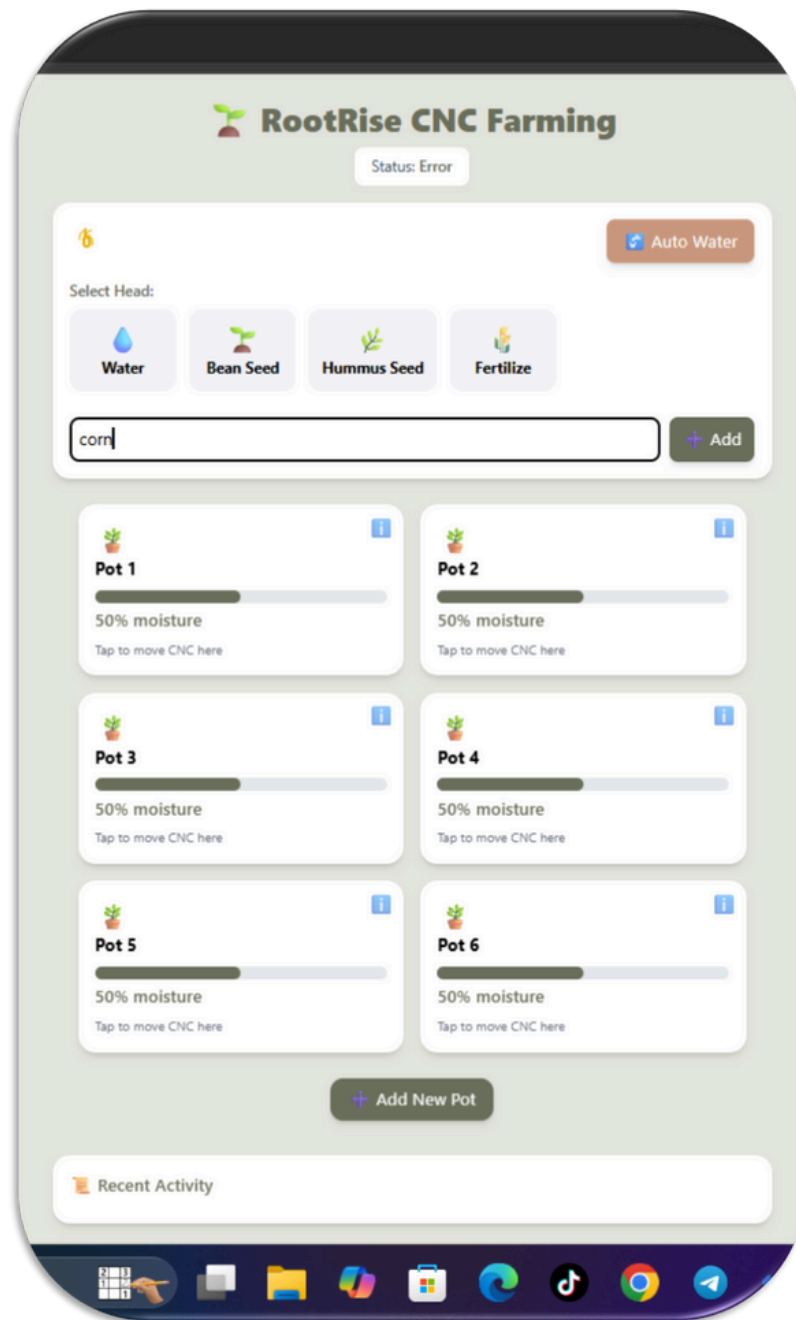 RootRise CNC Farming
Status: Error
Auto Water
Select Head:
Water
Bean Seed
Hummus Seed
Fertilize
corn
Add
Pot 1
50% moisture
Tap to move CNC here
Pot 2
50% moisture
Tap to move CNC here
Pot 3
50% moisture
Tap to move CNC here
Pot 4
50% moisture
Tap to move CNC here
Pot 5
50% moisture
Tap to move CNC here
Pot 6
50% moisture
Tap to move CNC here
Add New Pot
Recent Activity